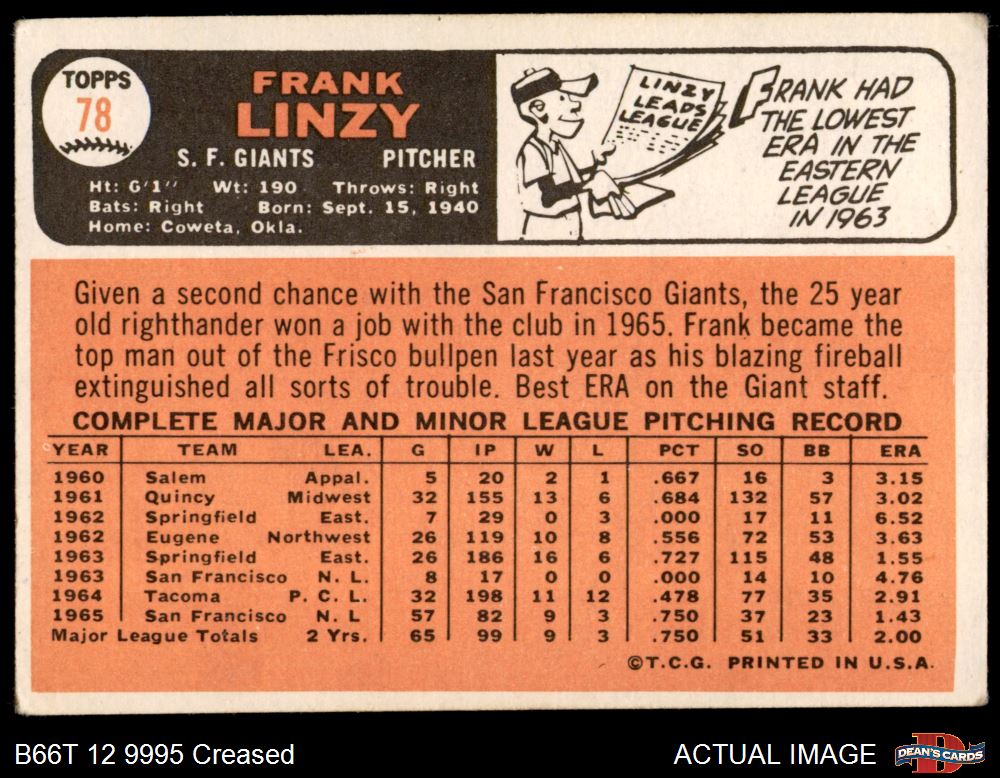 TOPPS
78
FRANK
LINZY
S. F. GIANTS PITCHER
Ht: 6'1" Wt: 190 Throws: Right
Bats: Right Born: Sept. 15, 1940
Home: Coweta, Okla.
LINZY
LEADS
LEAGUE
FRANK HAD
THE LOWEST
ERA IN THE
EASTERN
LEAGUE
IN 1963
Given a second chance with the San Francisco Giants, the 25 year
old righthander won a job with the club in 1965. Frank became the
top man out of the Frisco bullpen last year as his blazing fireball
extinguished all sorts of trouble. Best ERA on the Giant staff.
COMPLETE MAJOR AND MINOR LEAGUE PITCHING RECORD
YEAR TEAM LEA. G IP W L PCT SO BB ERA
1960 Salem Appal. 5 20 2 1 .667 16 3 3.15
1961 Quincy Midwest 32 155 13 6 .684 132 57 3.02
1962 Springfield East. 7 29 0 3 .000 17 11 6.52
1962 Eugene Northwest 26 119 10 8 .556 72 53 3.63
1963 Springfield East. 26 186 16 6 .727 115 48 1.55
1963 San Francisco N. L. 8 17 0 0 .000 14 10 4.76
1964 Tacoma P. C. L. 32 198 11 12 .478 77 35 2.91
1965 San Francisco N. L 57 82 9 3 .750 37 23 1.43
Major League Totals 2 Yrs. 65 99 9 3 .750 51 33 2.00
©T.C.G. PRINTED IN U.S.A.
B66T 12 9995 Creased ACTUAL IMAGE DEAN'S CARDS